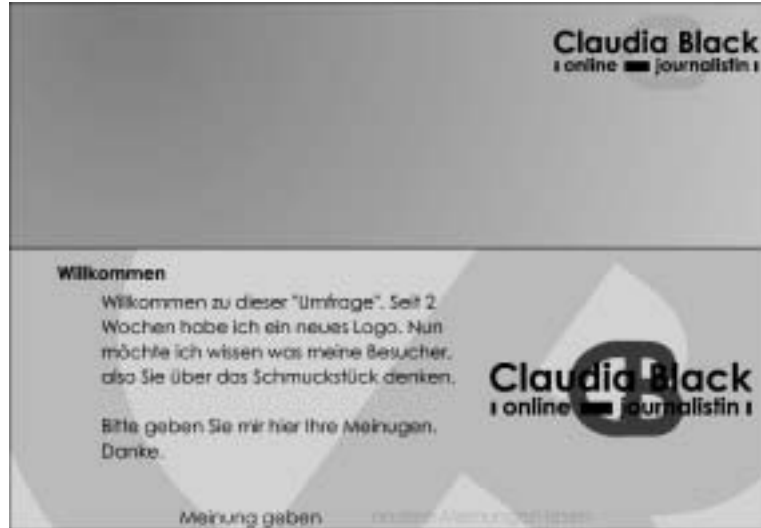 Claudia Black
online journalistin
Willkommen
Willkommen zu dieser "Umfrage". Seit 2
Wochen habe ich ein neues Logo. Nun
möchte ich wissen was meine Besucher,
also Sie über das Schmuckstück denken.
Bitte geben Sie mir hier Ihre Meinugen.
Danke.
Claudia Black
online journalistin
Meinung geben